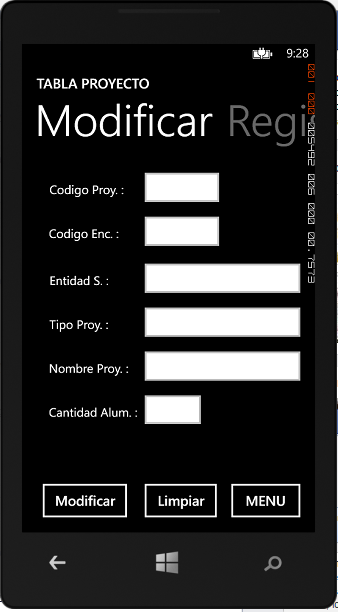 9:28
TABLA PROYECTO
Modificar Regi
Codigo Proy. :
Codigo Enc. :
Entidad S. :
Tipo Proy. :
Nombre Proy. :
Cantidad Alum. :
Modificar Limpiar MENU